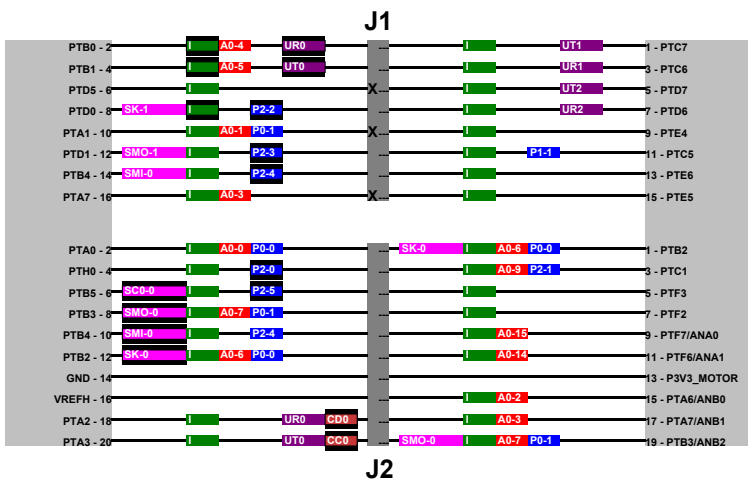 J1
PTB0 - 2 I A0-4 UR0 --- I UT1 1 - PTC7
PTB1 - 4 I A0-5 UT0 --- I UR1 3 - PTC6
PTD5 - 6 I X --- I UT2 5 - PTD7
PTD0 - 8 SK-1 I P2-2 --- I UR2 7 - PTD6
PTA1 - 10 I A0-1 P0-1 X --- I 9 - PTE4
PTD1 - 12 SMO-1 I P2-3 --- I P1-1 11 - PTC5
PTB4 - 14 SMI-0 I P2-4 --- I 13 - PTE6
PTA7 - 16 I A0-3 X --- I 15 - PTE5
PTA0 - 2 I A0-0 P0-0 --- SK-0 I A0-6 P0-0 1 - PTB2
PTH0 - 4 I P2-0 --- I A0-9 P2-1 3 - PTC1
PTB5 - 6 SC0-0 I P2-5 --- I 5 - PTF3
PTB3 - 8 SMO-0 I A0-7 P0-1 --- I 7 - PTF2
PTB4 - 10 SMI-0 I P2-4 --- I A0-15 9 - PTF7/ANA0
PTB2 - 12 SK-0 I A0-6 P0-0 --- I A0-14 11 - PTF6/ANA1
GND - 14 --- 13 - P3V3_MOTOR
VREFH - 16 --- I A0-2 15 - PTA6/ANB0
PTA2 - 18 I UR0 CD0 --- I A0-3 17 - PTA7/ANB1
PTA3 - 20 I UT0 CC0 --- SMO-0 I A0-7 P0-1 19 - PTB3/ANB2
J2